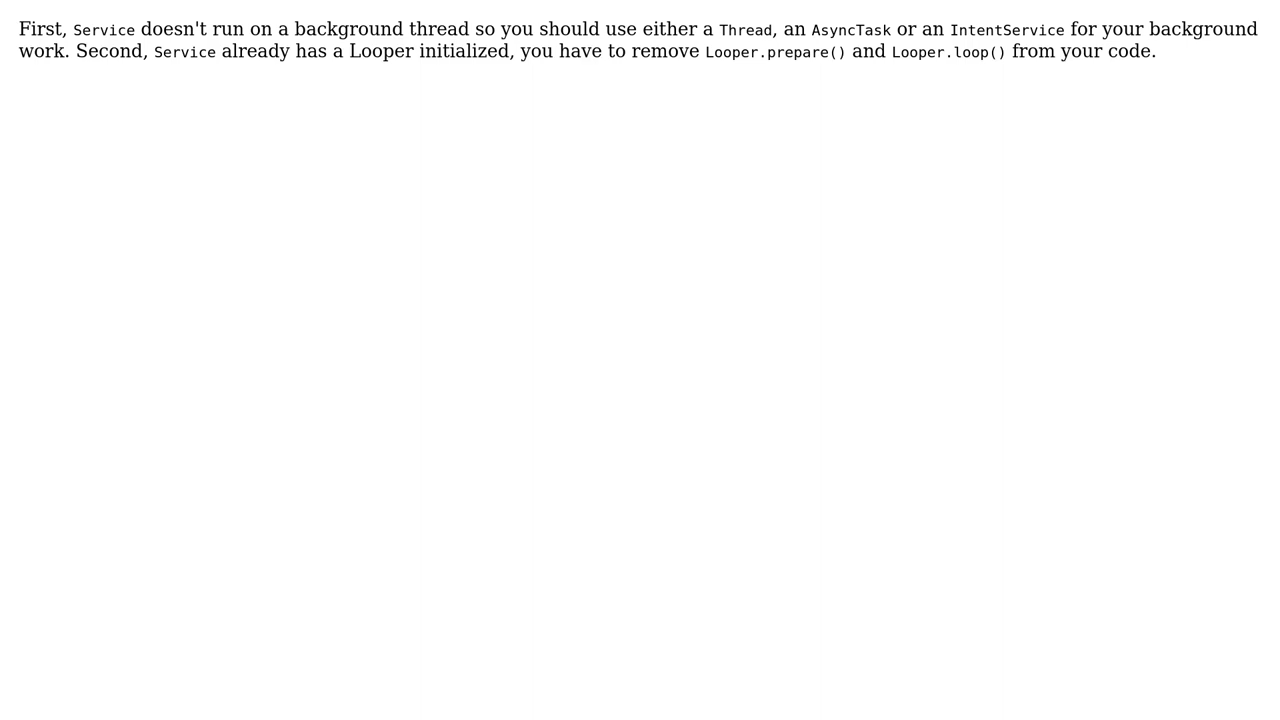 First, Service doesn't run on a background thread so you should use either a Thread, an AsyncTask or an IntentService for your background
work. Second, Service already has a Looper initialized, you have to remove Looper.prepare() and Looper.loop() from your code.